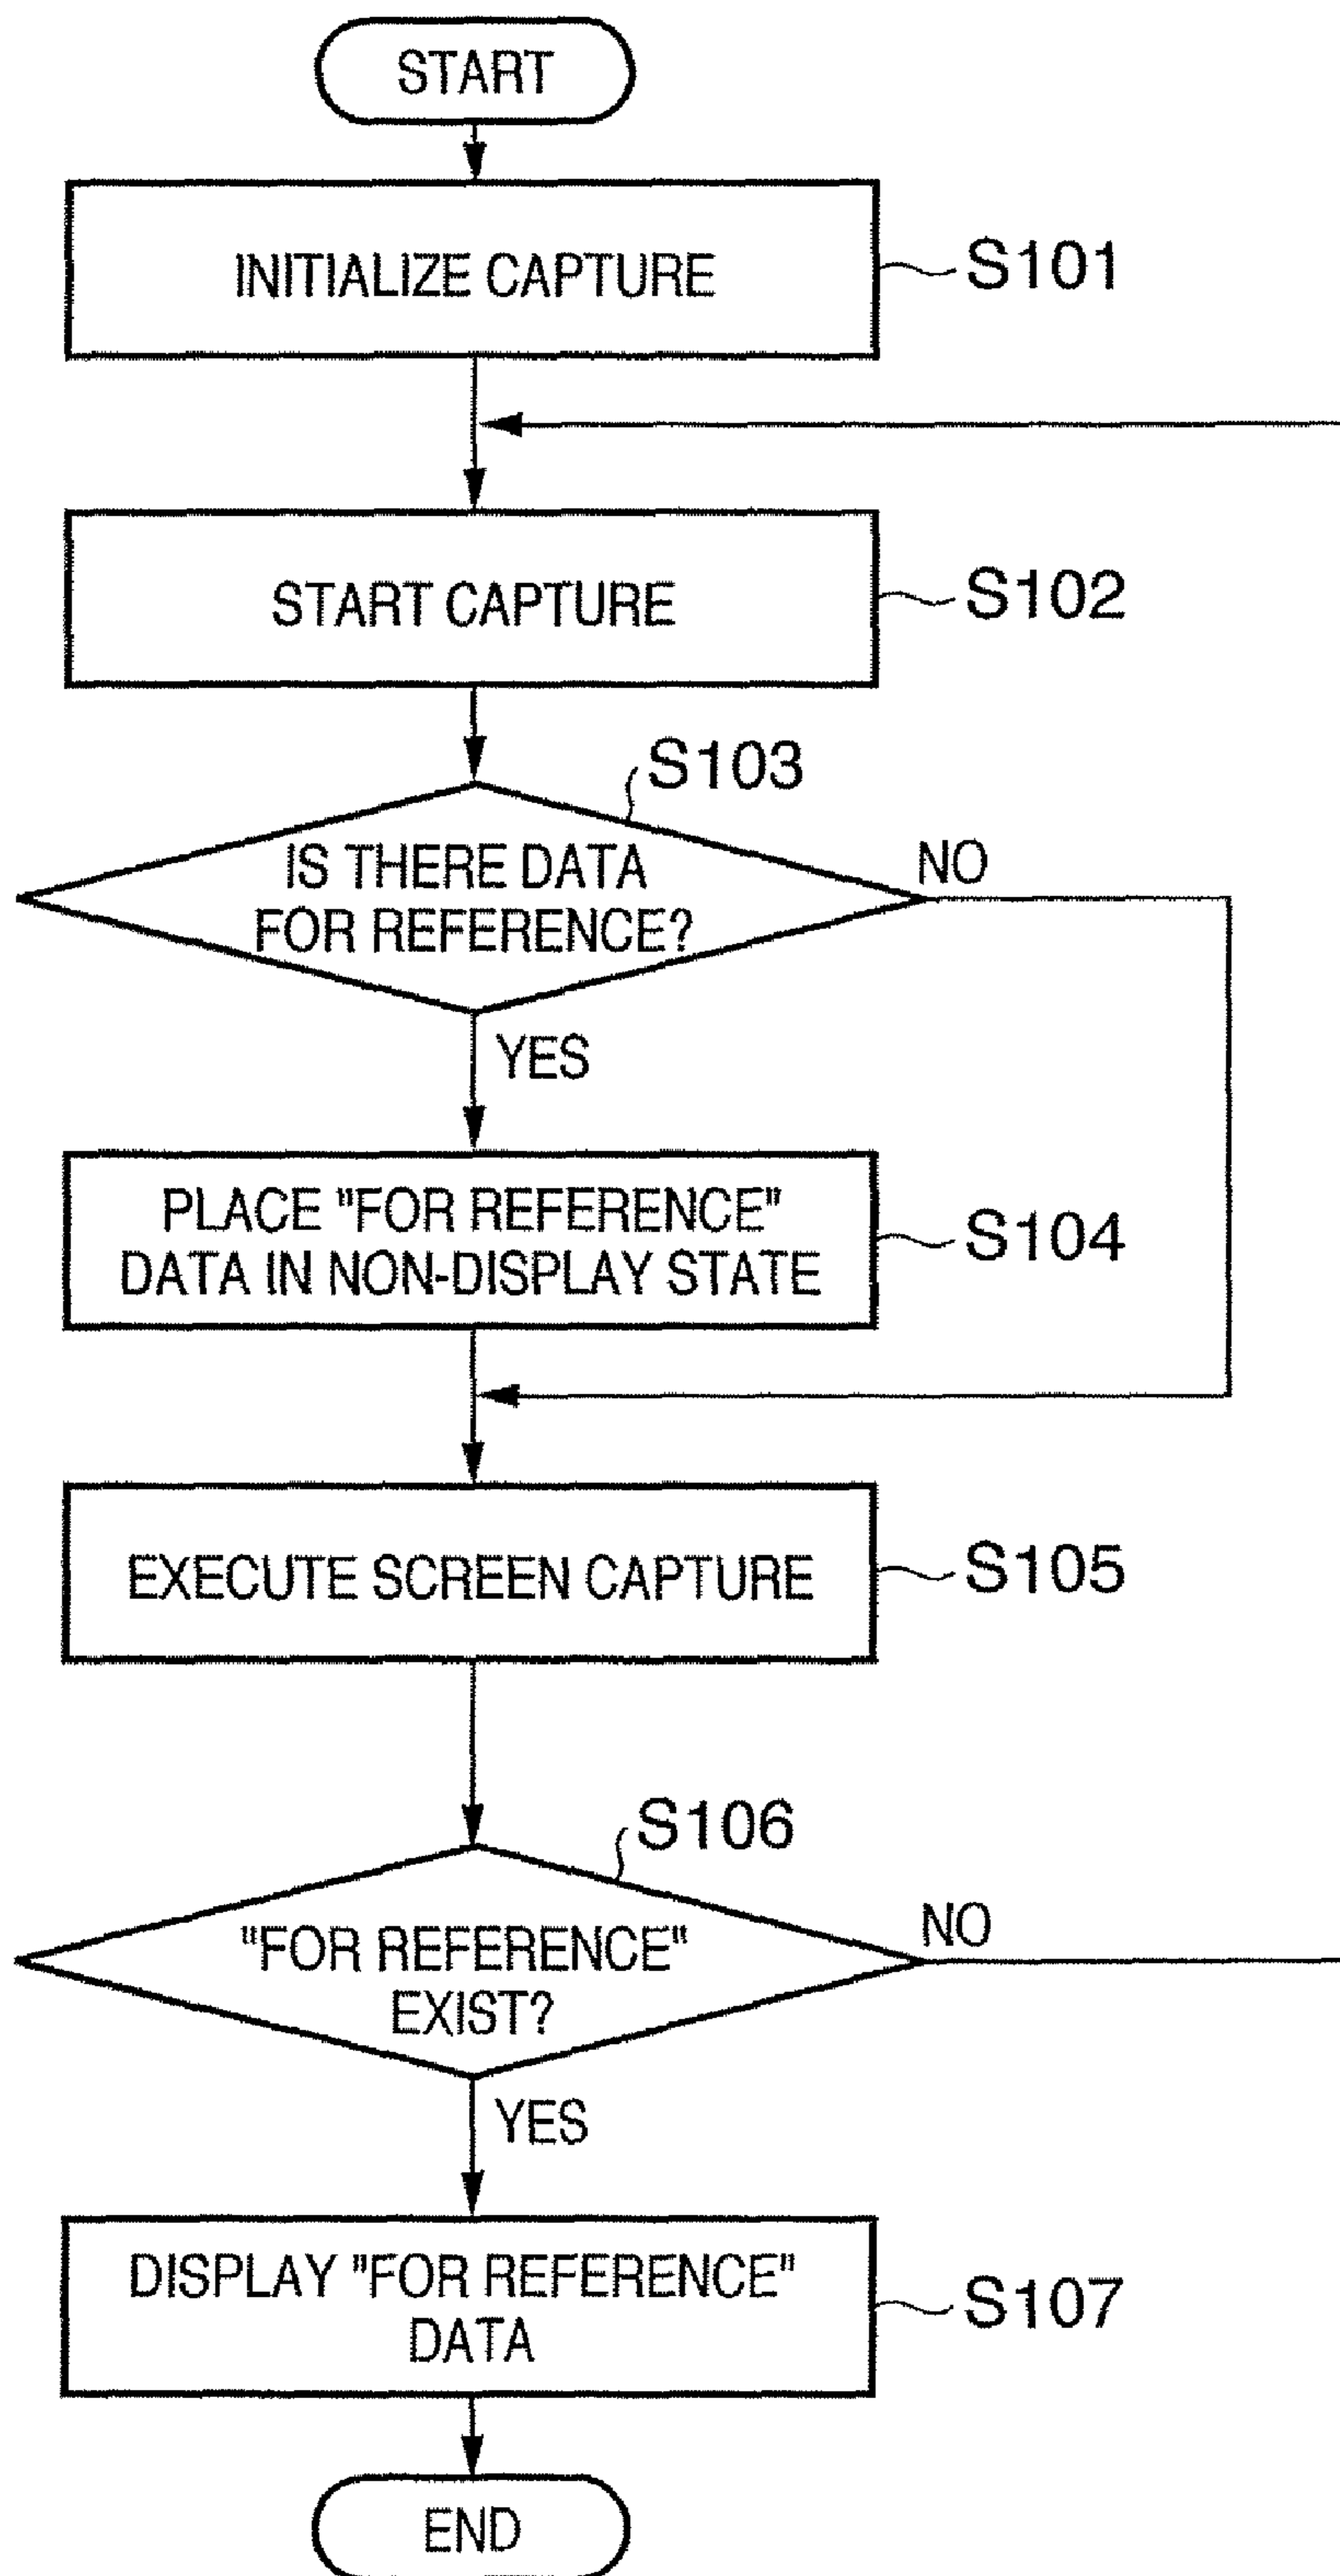 START
INITIALIZE CAPTURE
S101
START CAPTURE
S102
S103
IS THERE DATA
FOR REFERENCE?
NO
YES
PLACE "FOR REFERENCE"
DATA IN NON-DISPLAY STATE
S104
EXECUTE SCREEN CAPTURE
S105
S106
"FOR REFERENCE"
EXIST?
NO
YES
DISPLAY "FOR REFERENCE"
DATA
S107
END